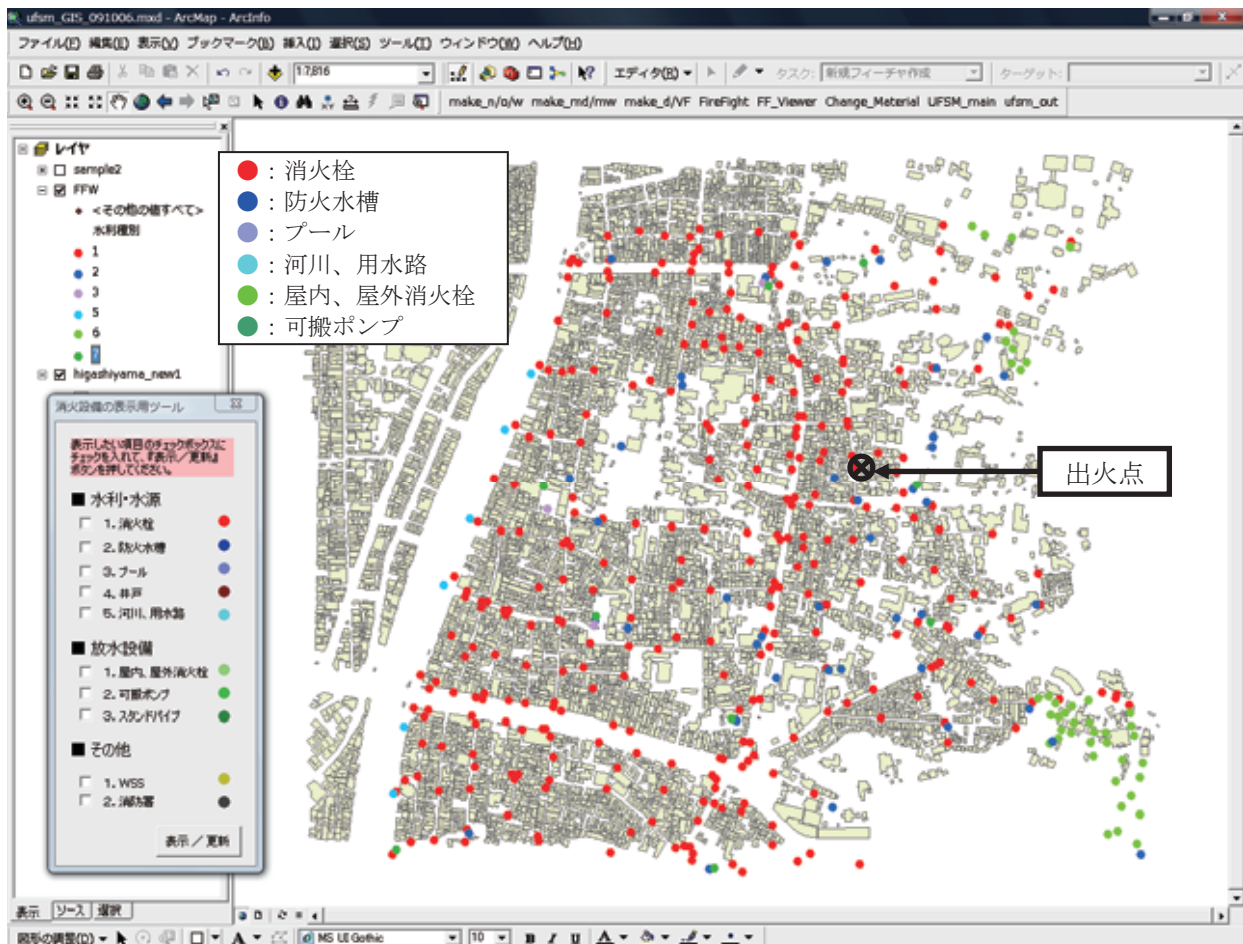 ufsm_GIS_091006.mxd - ArcMap - ArcInfo
ファイル(F) 編集(E) 表示(V) ブックマーク(B) 挿入(I) 選択(S) ツール(T) ウィンドウ(W) ヘルプ(H)
1:7,816
エディタ(R)
タスク: 新規フィーチャ作成
ターゲット:
make_n/a/w make_md/mw make_d/VF FireFight FF_Viewer Change_Material UFSM_main ufsm_out
レイヤ
sample2
FFW
<その他の値すべて>
水利種別
1
2
3
5
6
7
higashiyama_new1
:消火栓
:防火水槽
:プール
:河川、用水路
:屋内、屋外消火栓
:可搬ポンプ
消火設備の表示用ツール
表示したい項目のチェックボックスに
チェックを入れて、『表示/更新』
ボタンを押してください。
■ 水利・水源
1. 消火栓
2. 防火水槽
3. プール
4. 井戸
5. 河川、用水路
■ 放水設備
1. 屋内、屋外消火栓
2. 可搬ポンプ
3. スタンドパイプ
■ その他
1. WSS
2. 消防署
表示/更新
出火点
表示 ソース 選択
図形の調整(D)
MS UI Gothic
10
B I U A